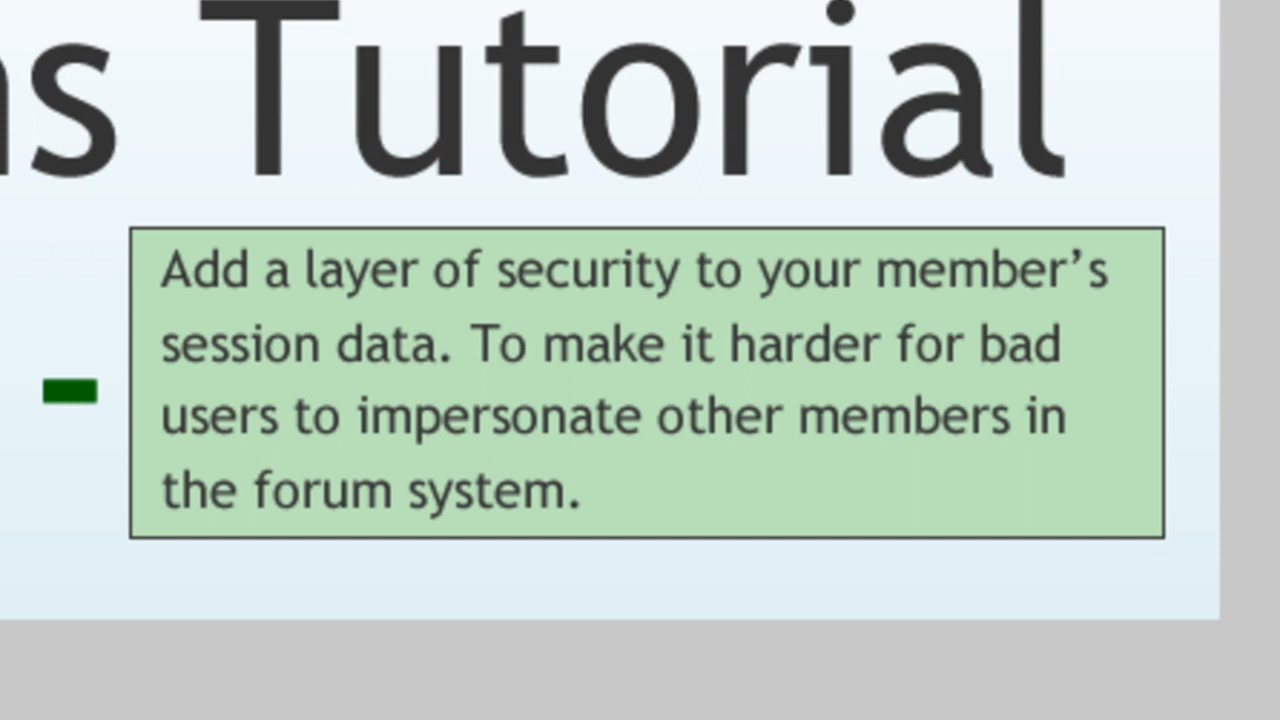 s Tutorial
Add a layer of security to your member’s
session data. To make it harder for bad
users to impersonate other members in
the forum system.